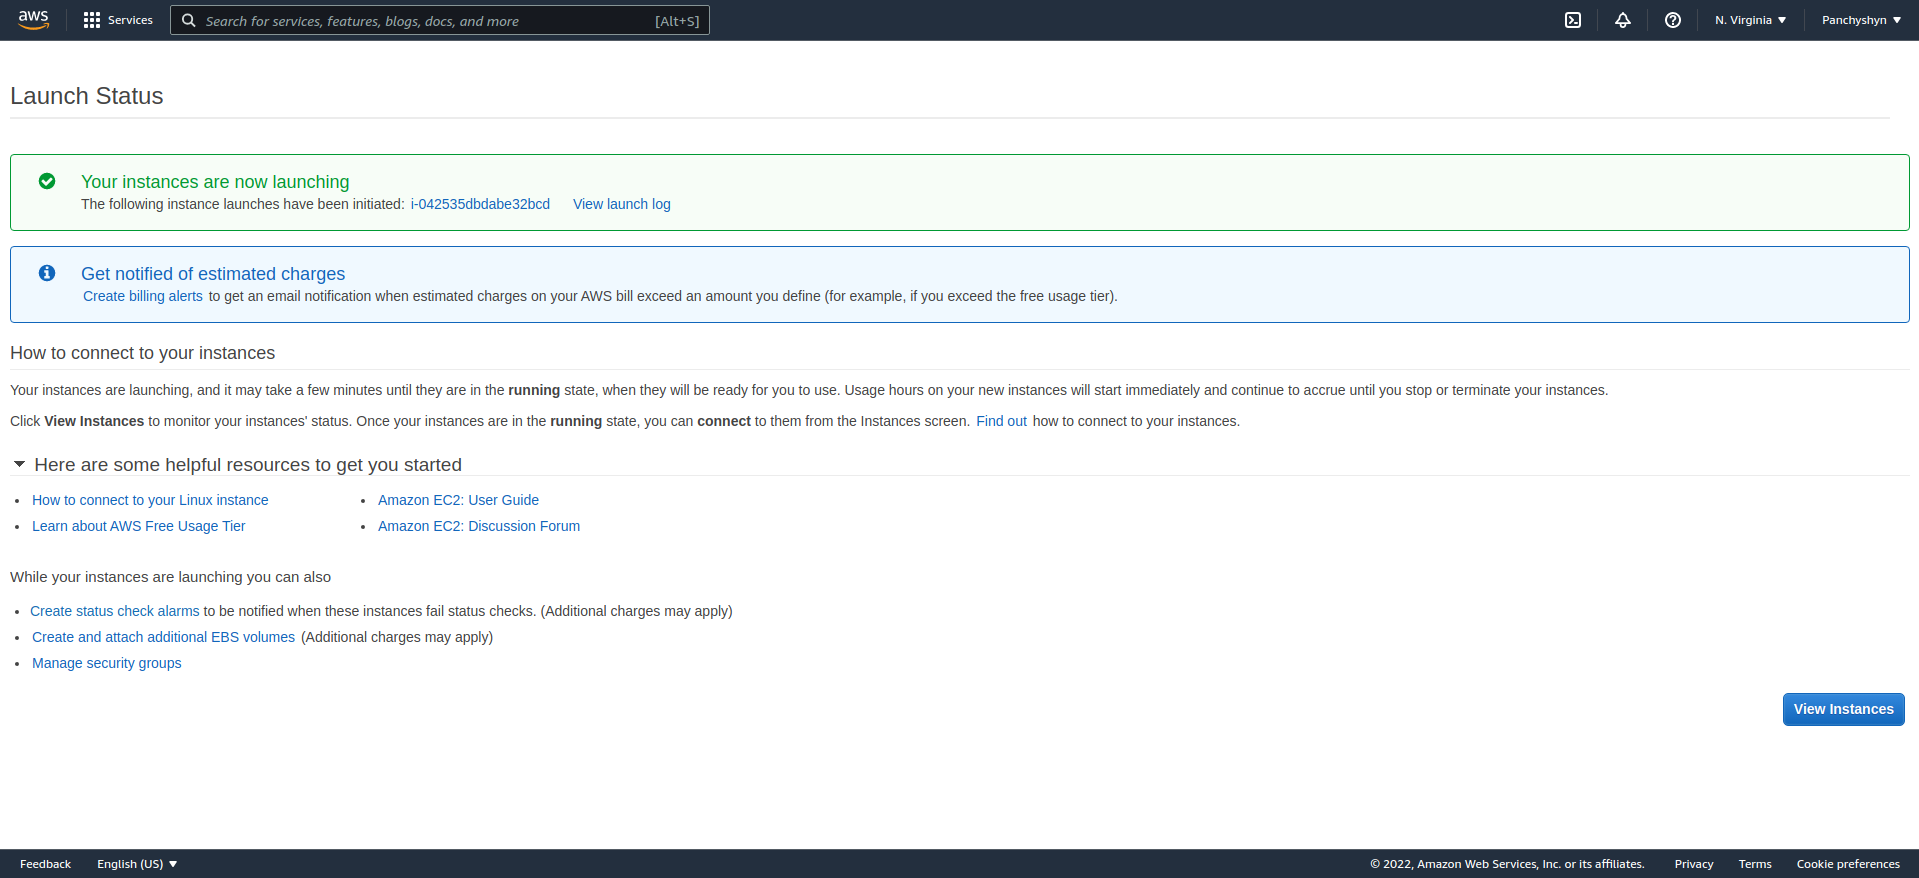 aws Services Search for services, features, blogs, docs, and more [Alt+S] N. Virginia Panchyshyn
Launch Status
Your instances are now launching
The following instance launches have been initiated: i-042535dbdabe32bcd View launch log
Get notified of estimated charges
Create billing alerts to get an email notification when estimated charges on your AWS bill exceed an amount you define (for example, if you exceed the free usage tier).
How to connect to your instances
Your instances are launching, and it may take a few minutes until they are in the running state, when they will be ready for you to use. Usage hours on your new instances will start immediately and continue to accrue until you stop or terminate your instances.
Click View Instances to monitor your instances' status. Once your instances are in the running state, you can connect to them from the Instances screen. Find out how to connect to your instances.
Here are some helpful resources to get you started
How to connect to your Linux instance
Learn about AWS Free Usage Tier
Amazon EC2: User Guide
Amazon EC2: Discussion Forum
While your instances are launching you can also
Create status check alarms to be notified when these instances fail status checks. (Additional charges may apply)
Create and attach additional EBS volumes (Additional charges may apply)
Manage security groups
View Instances
Feedback English (US) © 2022, Amazon Web Services, Inc. or its affiliates. Privacy Terms Cookie preferences